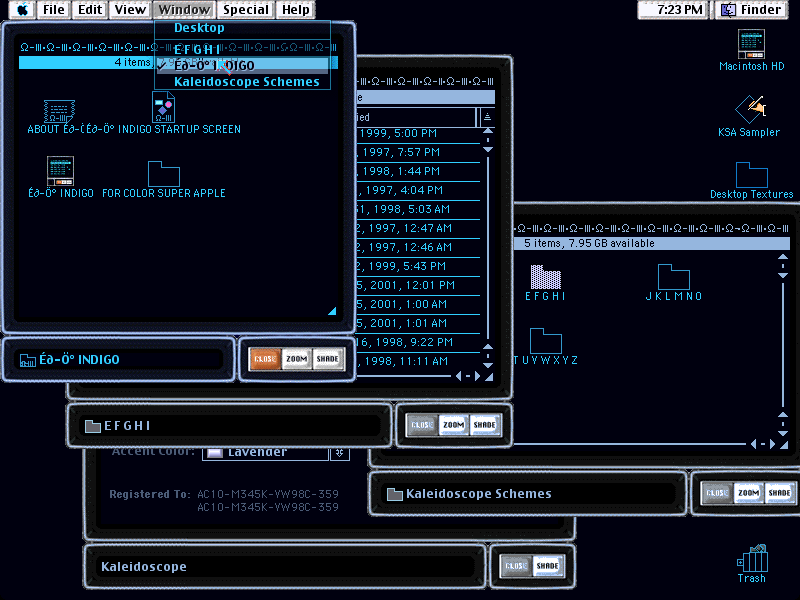 File Edit View Window Special Help
7:23 PM Finder
Desktop
E F G H I
✓ É∂-Ö° INDIGO
Kaleidoscope Schemes
4 items
ABOUT É∂-
INDIGO STARTUP SCREEN
É∂-Ö° INDIGO
FOR COLOR SUPER APPLE
É∂-Ö° INDIGO
CLOSE ZOOM SHADE
1999, 5:00 PM
1997, 7:57 PM
1998, 1:44 PM
1997, 4:04 PM
1998, 5:03 AM
1997, 12:47 AM
1997, 12:46 AM
1999, 5:43 PM
2001, 12:01 PM
2001, 1:00 AM
2001, 1:01 AM
1998, 9:22 PM
1998, 11:11 AM
E F G H I
CLOSE ZOOM SHADE
5 items, 7.95 GB available
E F G H I
J K L M N O
T U V W X Y Z
Kaleidoscope Schemes
CLOSE ZOOM SHADE
Accent Color: Lavender
Registered To: AC10-M345K-YW98C-359
AC10-M345K-YW98C-359
Kaleidoscope
CLOSE SHADE
Macintosh HD
KSA Sampler
Desktop Textures
Trash